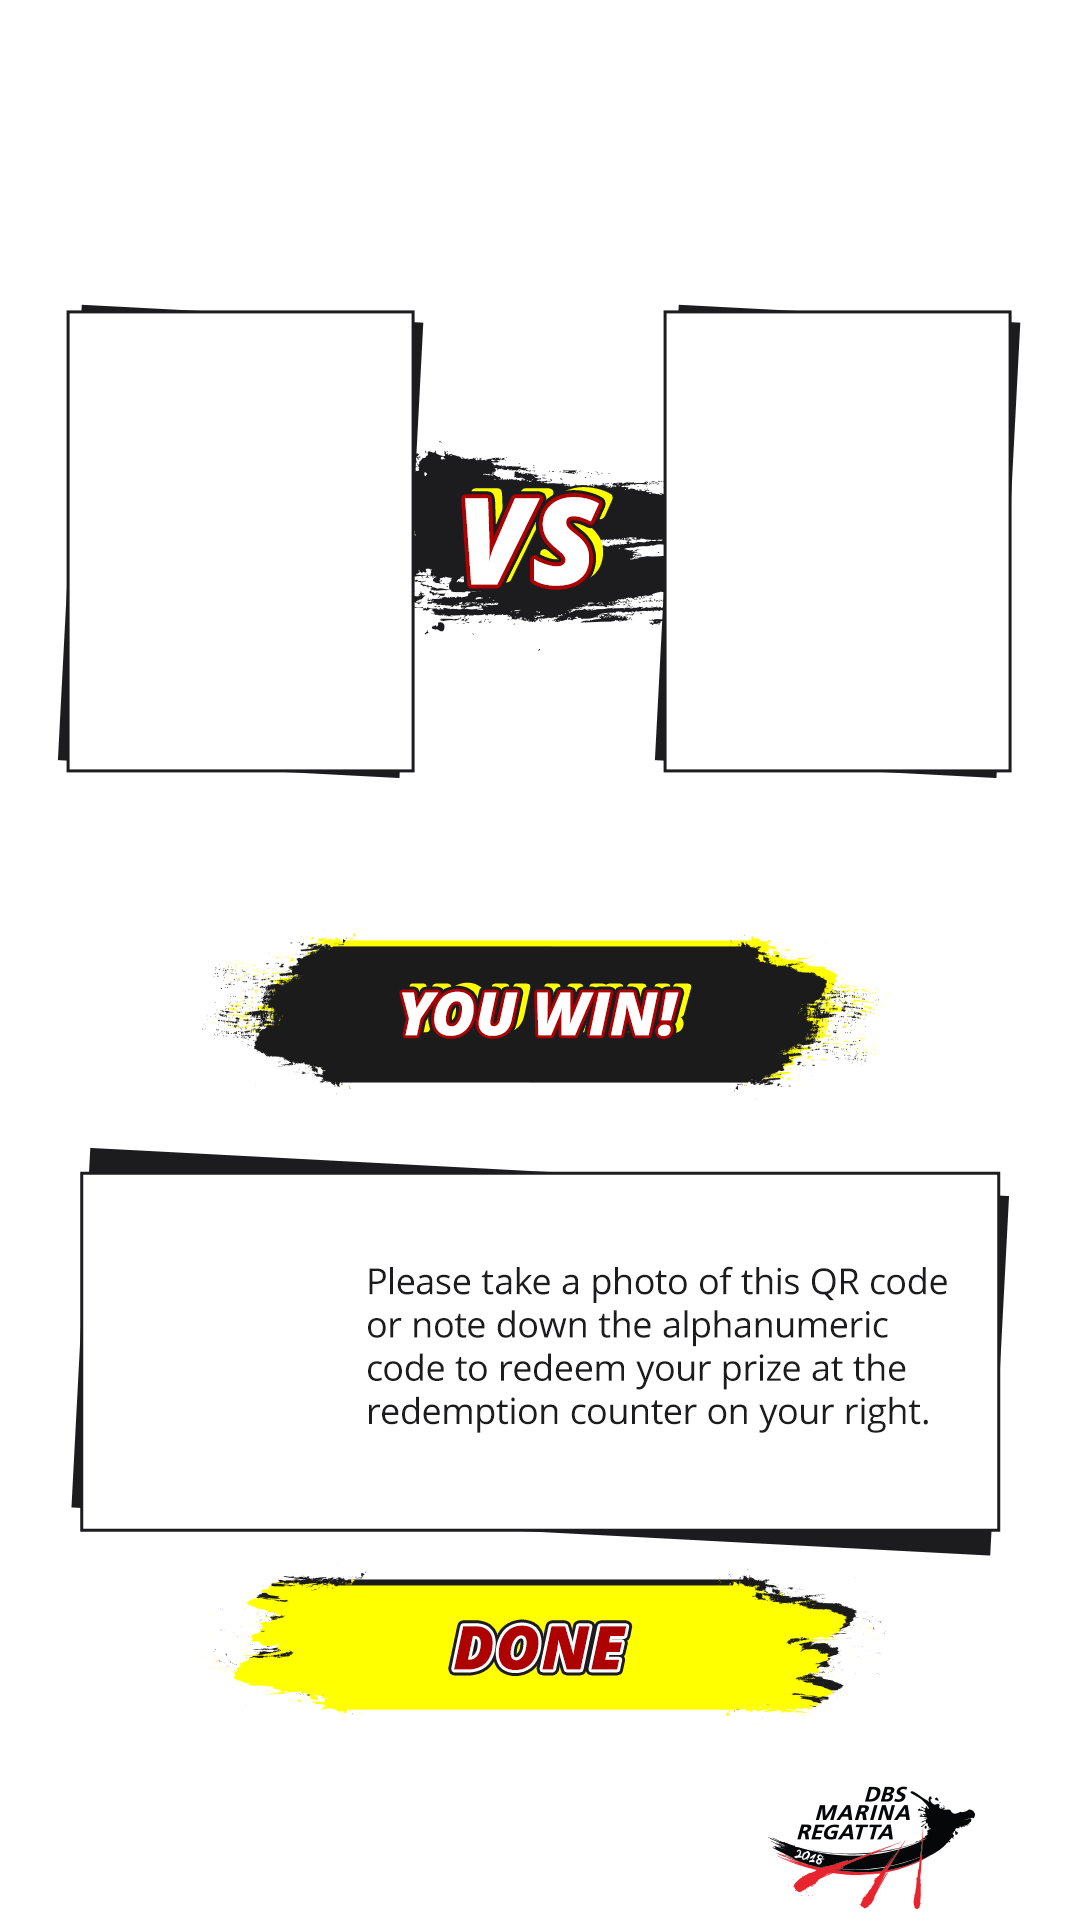 VS
YOU WIN!
Please take a photo of this QR code
or note down the alphanumeric
code to redeem your prize at the
redemption counter on your right.
DONE
DBS
MARINA
REGATTA
2018